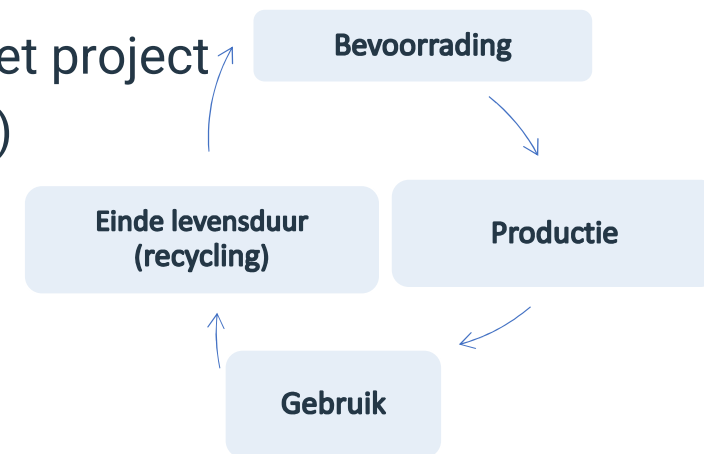 et project
)
Bevoorrading
Einde levensduur
(recycling)
Productie
Gebruik